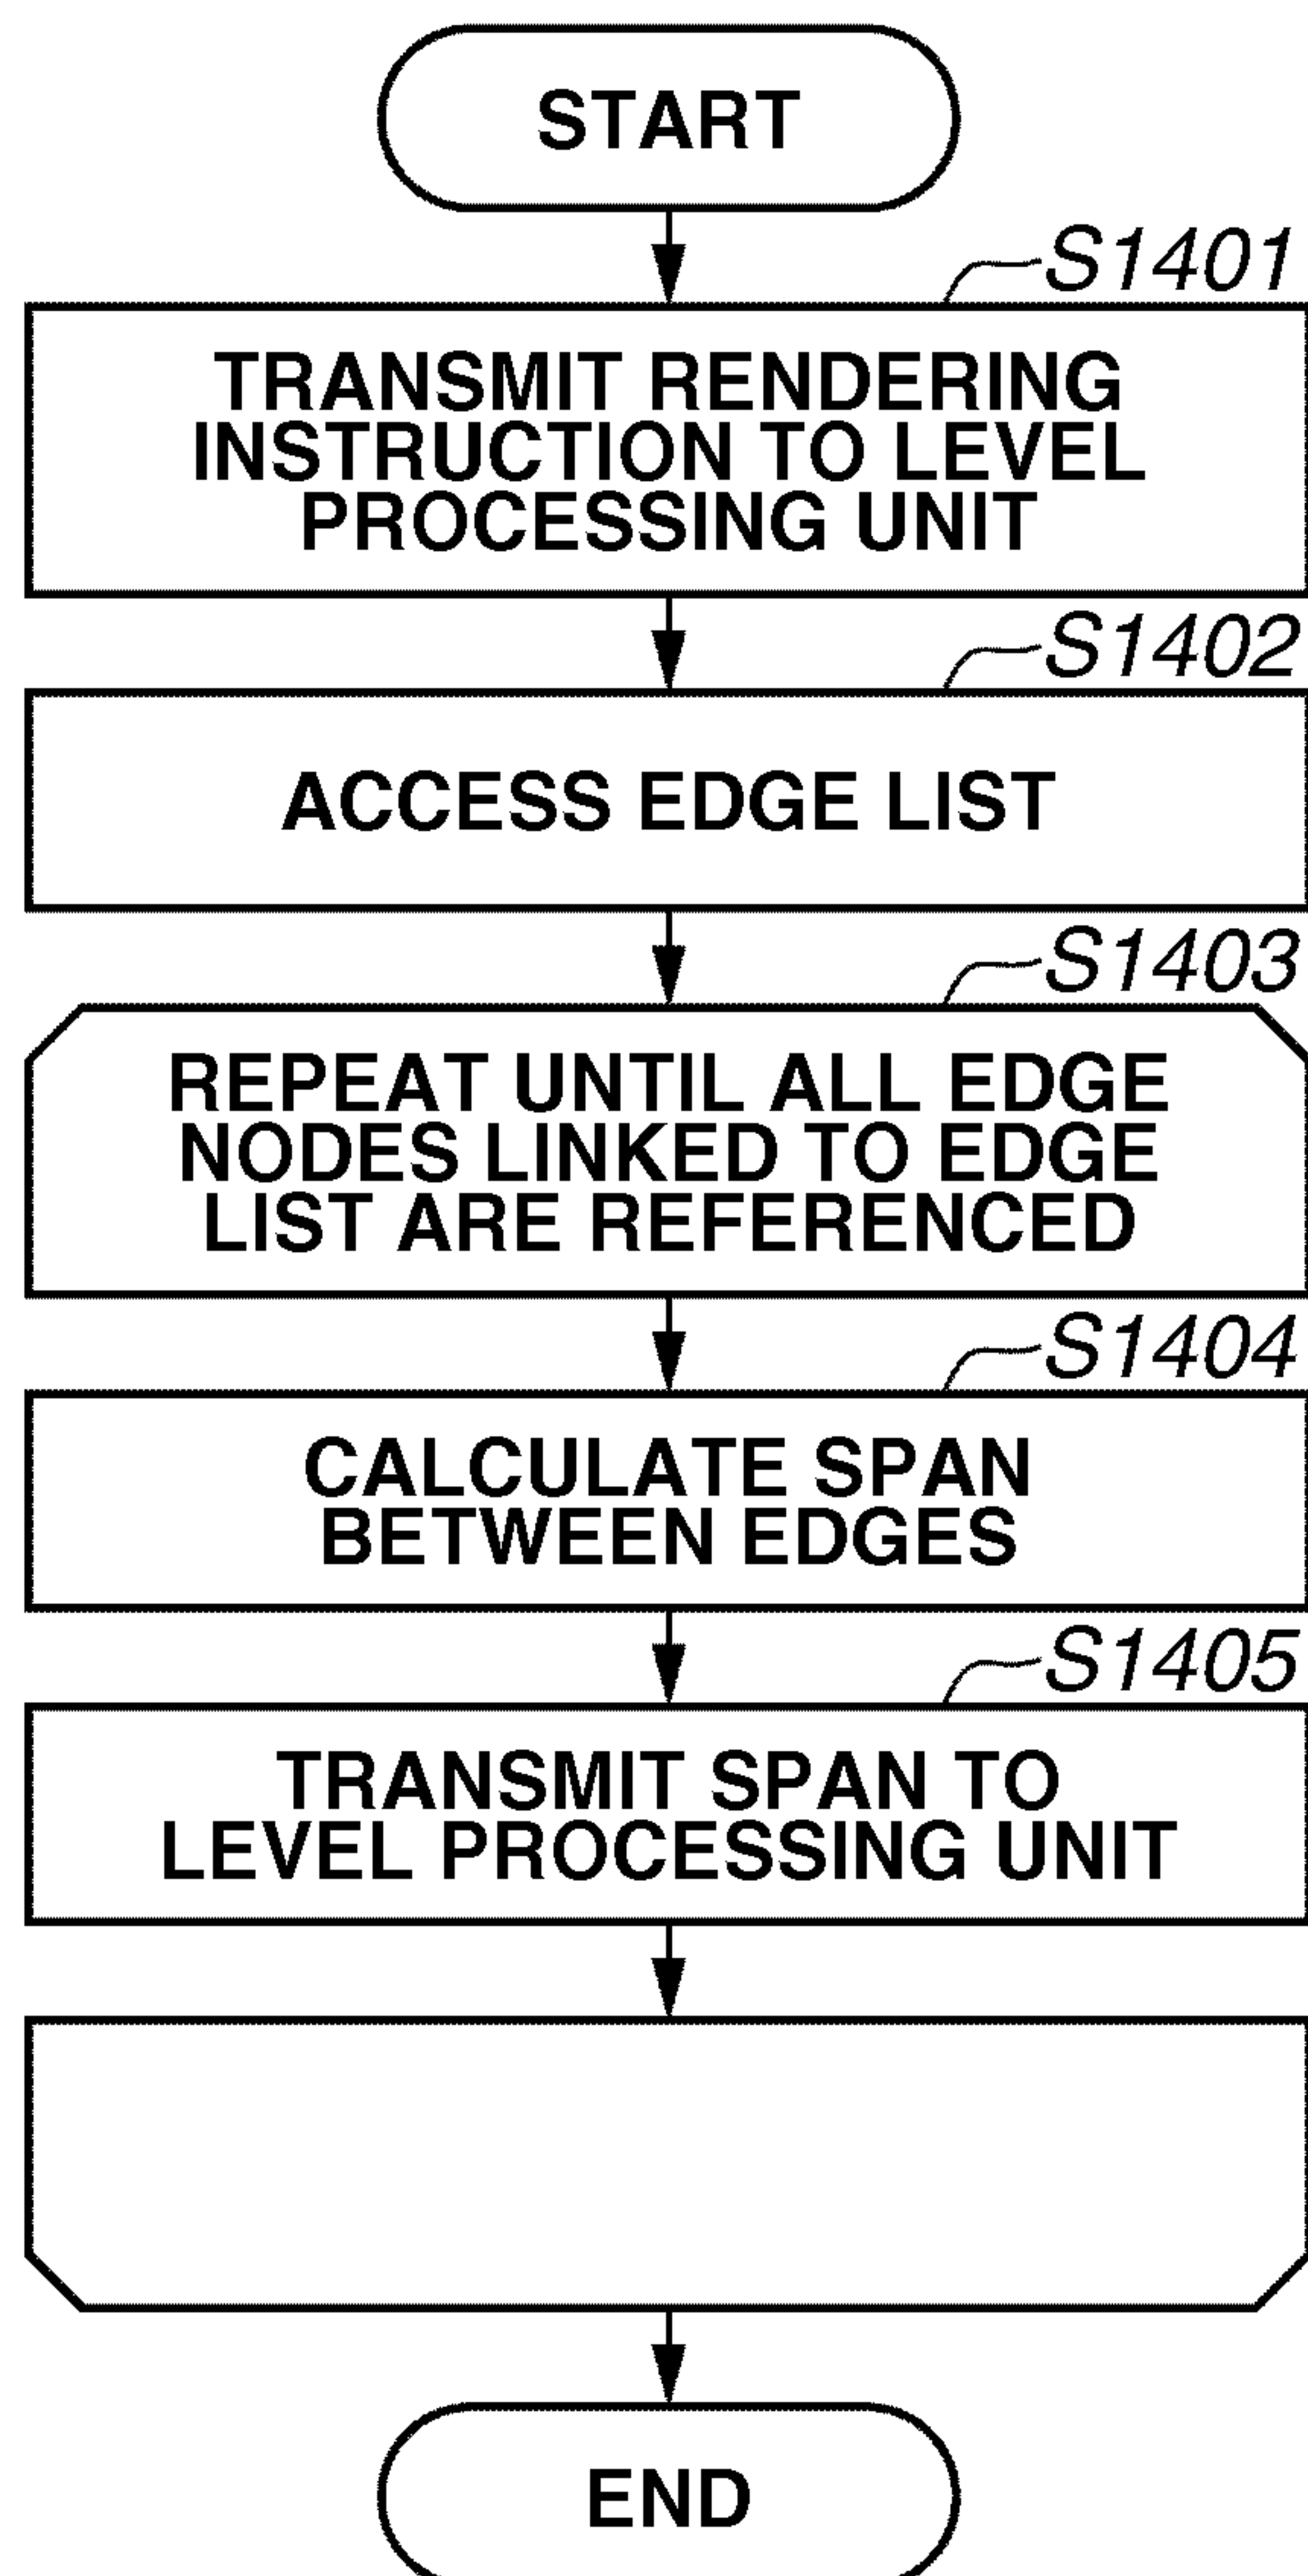 START
S1401
TRANSMIT RENDERING
INSTRUCTION TO LEVEL
PROCESSING UNIT
S1402
ACCESS EDGE LIST
S1403
REPEAT UNTIL ALL EDGE
NODES LINKED TO EDGE
LIST ARE REFERENCED
S1404
CALCULATE SPAN
BETWEEN EDGES
S1405
TRANSMIT SPAN TO
LEVEL PROCESSING UNIT
END